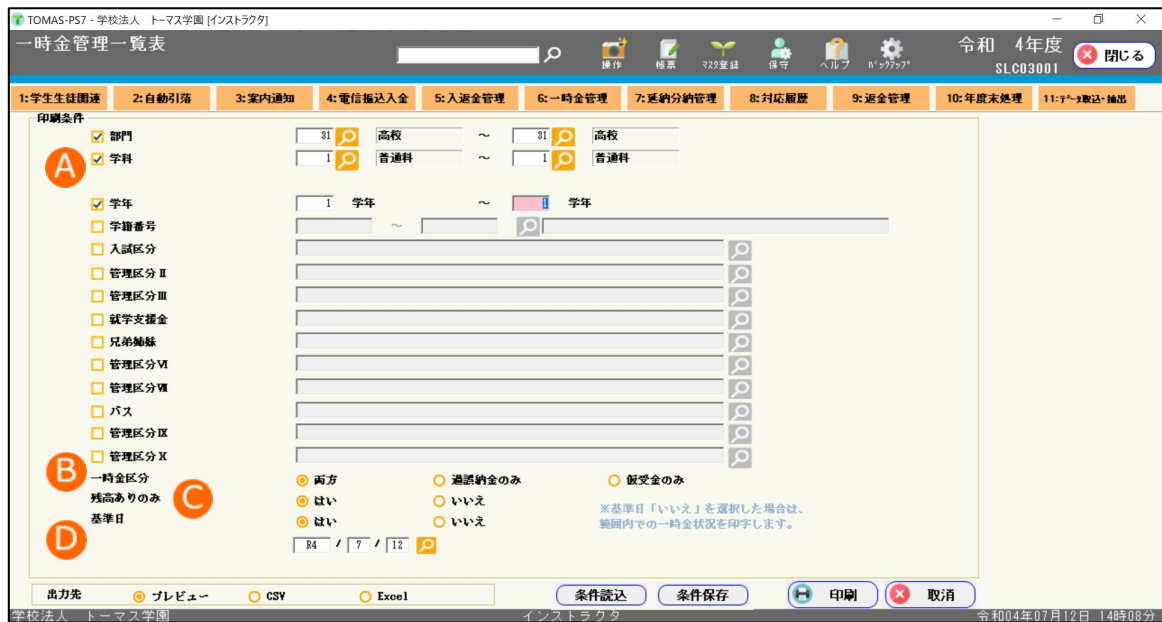 TOMAS-PS7 - 学校法人　トーマス学園 [インストラクタ]
一時金管理一覧表
操作 帳票 マスタ登録 保守 ヘルプ バックアップ
令和 4年度
SLC03001
閉じる
1:学生生徒関連 2:自動引落 3:案内通知 4:電信振込入金 5:入返金管理 6:一時金管理 7:延納分納管理 8:対応履歴 9:返金管理 10:年度末処理 11:データ取込・抽出
印刷条件
部門 31 高校 ～ 31 高校
A 学科 1 普通科 ～ 1 普通科
学年 1 学年 ～ 1 学年
学籍番号 ～
入試区分
管理区分Ⅱ
管理区分Ⅲ
就学支援金
兄弟姉妹
管理区分Ⅵ
管理区分Ⅶ
バス
管理区分Ⅸ
管理区分Ⅹ
B 一時金区分 両方 過誤納金のみ 仮受金のみ
残高ありのみ C はい いいえ
※基準日「いいえ」を選択した場合は、
基準日 はい いいえ
範囲内での一時金状況を印字します。
D R4 / 7 / 12
出力先 プレビュー CSV Excel 条件読込 条件保存 印刷 取消
学校法人　トーマス学園 インストラクタ 令和04年07月12日 14時08分